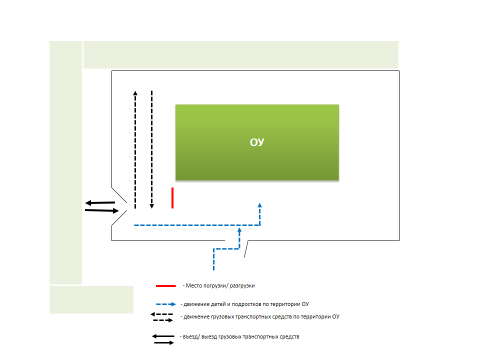 ОУ
- Место погрузки/ разгрузки
- движение детей и подростков по территории ОУ
- движение грузовых транспортных средств по территории ОУ
- въезд/ выезд грузовых транспортных средств